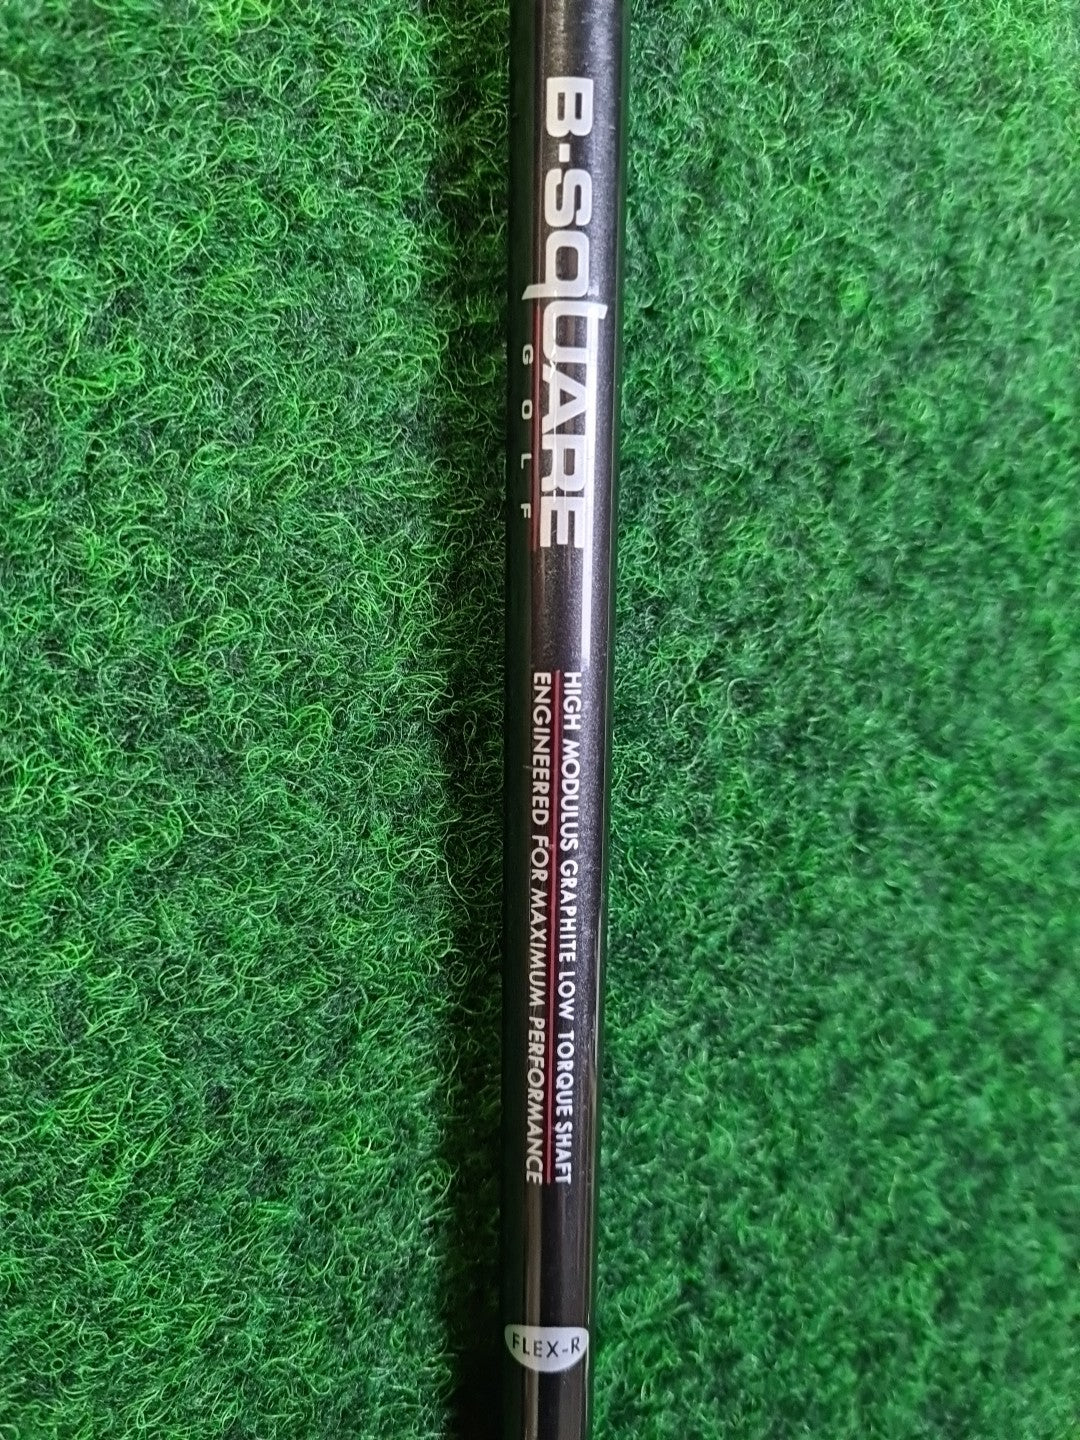 B-SQUARE
GOLF
HIGH MODULUS GRAPHITE LOW TORQUE SHAFT
ENGINEERED FOR MAXIMUM PERFORMANCE
FLEX-R